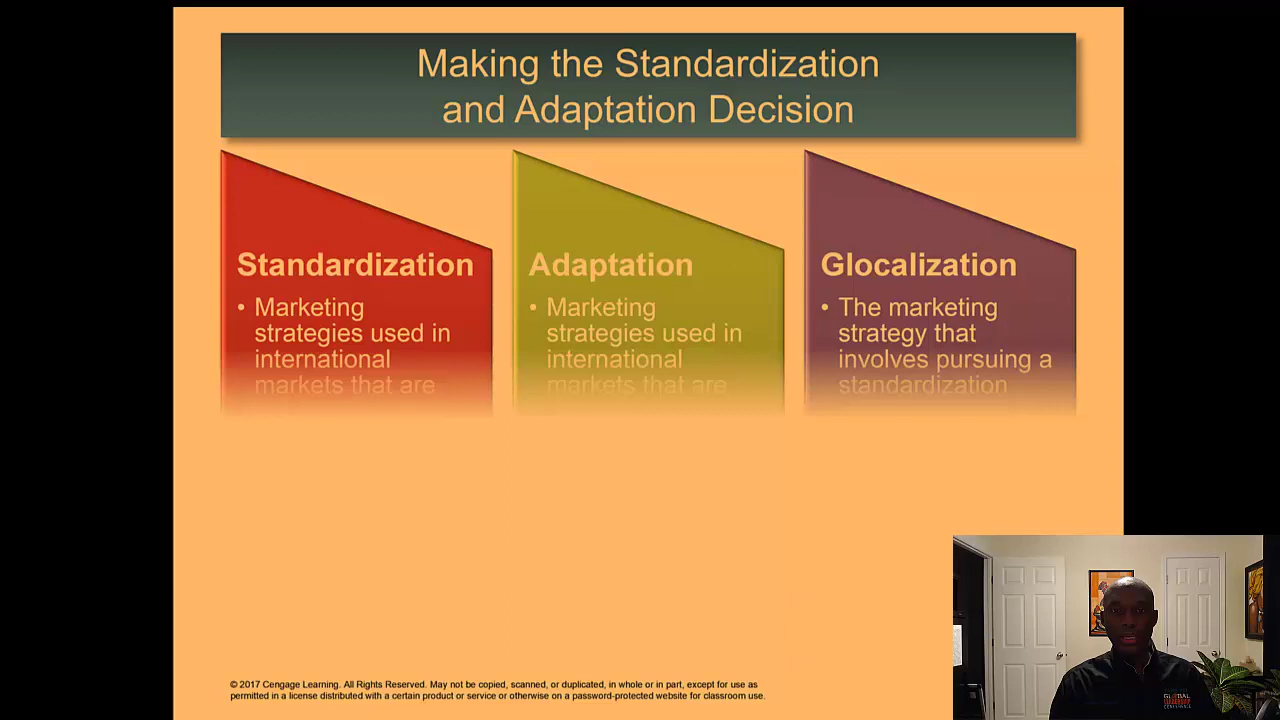 Making the Standardization
and Adaptation Decision
Standardization
• Marketing
strategies used in
international
markets that are
Adaptation
• Marketing
strategies used in
international
markets that are
Glocalization
• The marketing
strategy that
involves pursuing a
standardization
© 2017 Cengage Learning. All Rights Reserved. May not be copied, scanned, or duplicated, in whole or in part, except for use as
permitted in a license distributed with a certain product or service or otherwise on a password-protected website for classroom use.
GLOBAL
LEADERSHIP
CONFERENCE